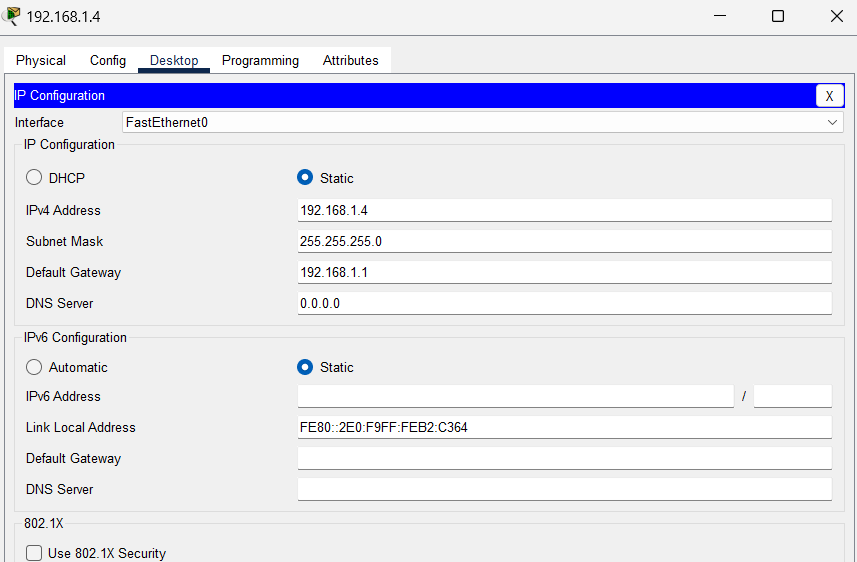 192.168.1.4
Physical Config Desktop Programming Attributes
IP Configuration X
Interface FastEthernet0
IP Configuration
DHCP Static
IPv4 Address 192.168.1.4
Subnet Mask 255.255.255.0
Default Gateway 192.168.1.1
DNS Server 0.0.0.0
IPv6 Configuration
Automatic Static
IPv6 Address /
Link Local Address FE80::2E0:F9FF:FEB2:C364
Default Gateway
DNS Server
802.1X
Use 802.1X Security